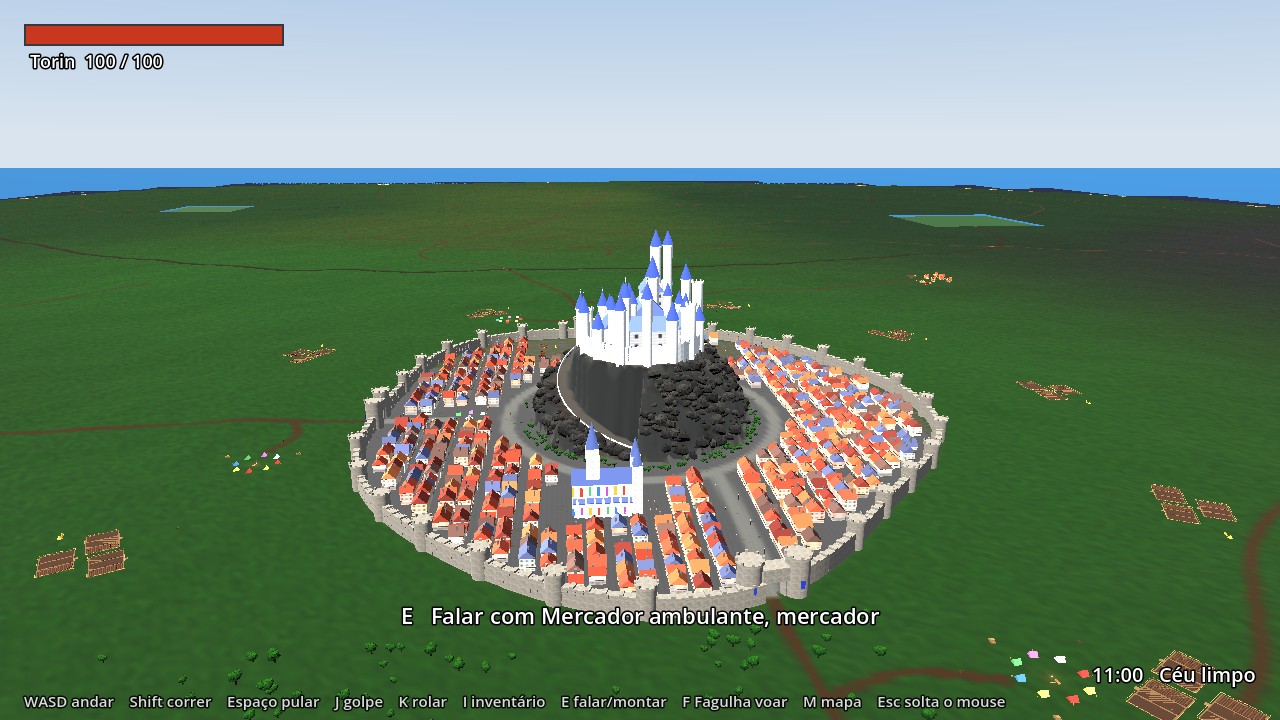 Torin 100 / 100
E Falar com Mercador ambulante, mercador
11:00 Céu limpo
WASD andar Shift correr Espaço pular J golpe K rolar I inventário E falar/montar F Fagulha voar M mapa Esc solta o mouse